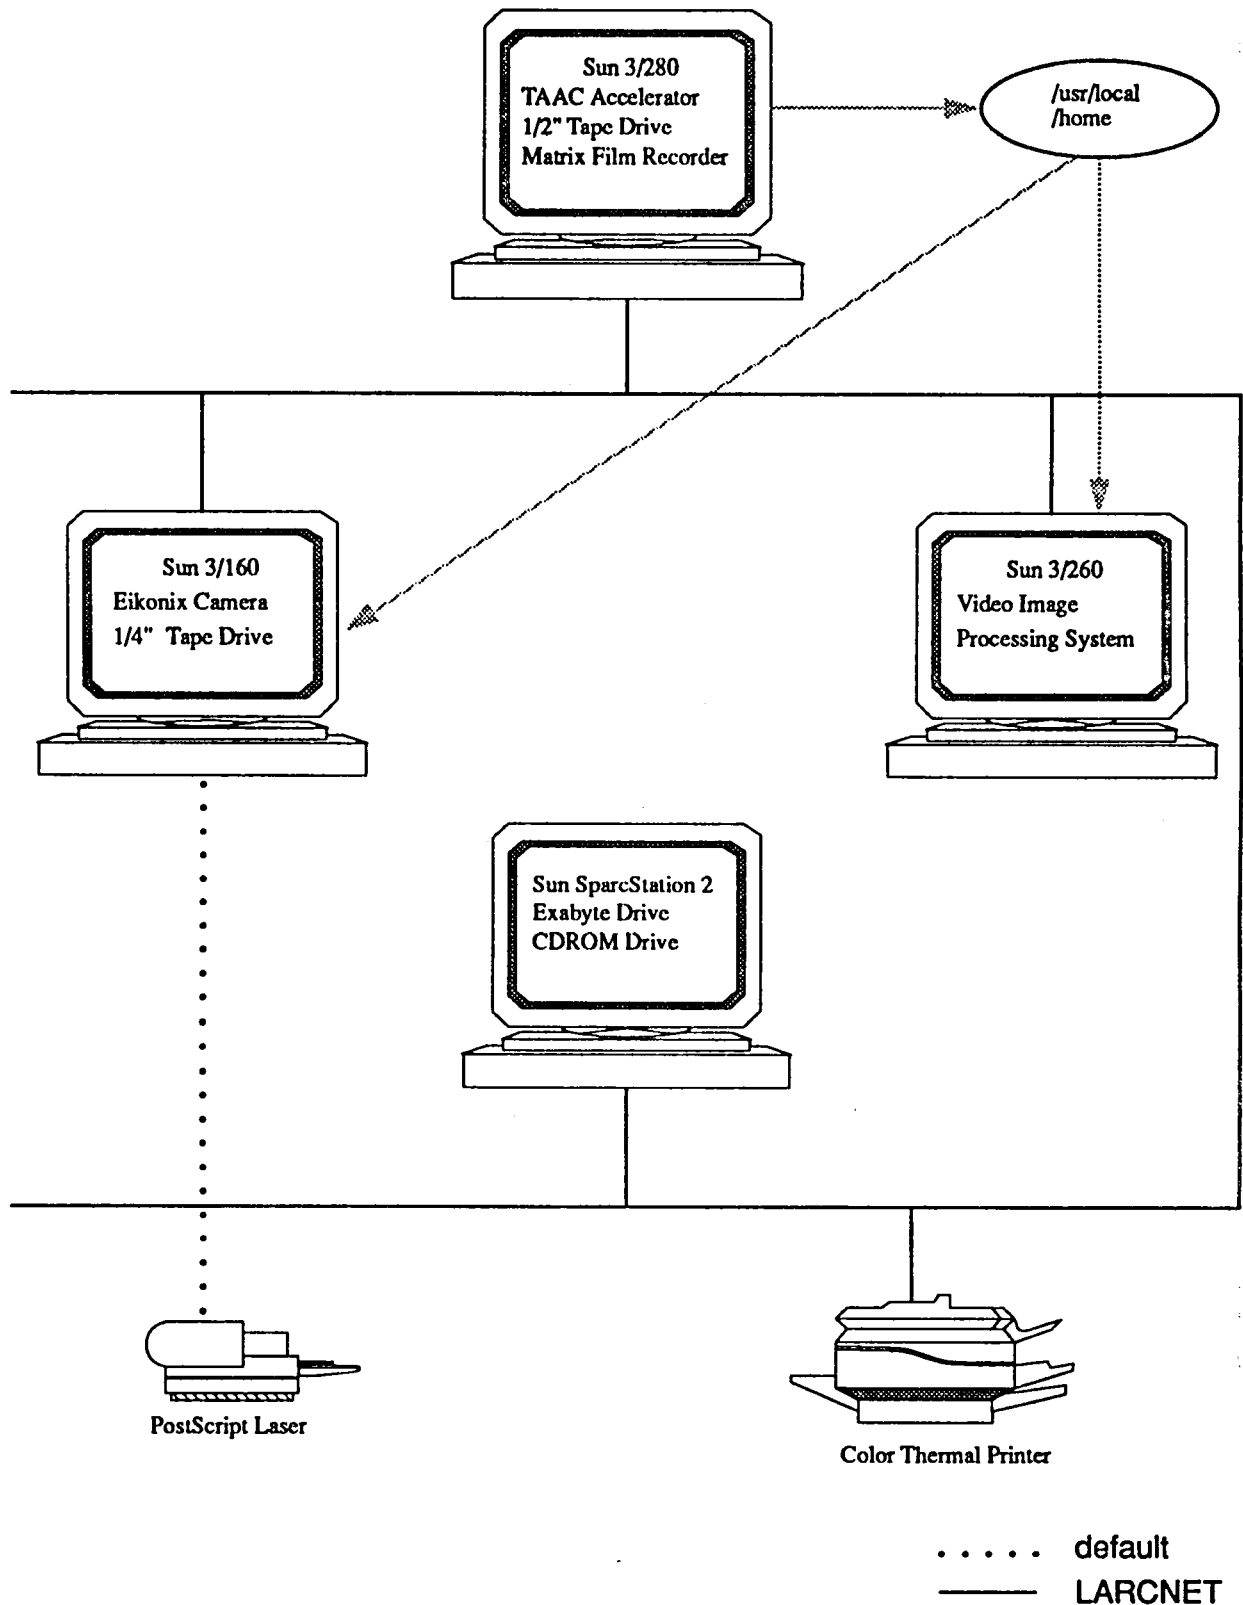 Sun 3/280
TAAC Accelerator
1/2" Tape Drive
Matrix Film Recorder
/usr/local
/home
Sun 3/160
Eikonix Camera
1/4" Tape Drive
Sun 3/260
Video Image
Processing System
Sun SparcStation 2
Exabyte Drive
CDROM Drive
PostScript Laser
Color Thermal Printer
default
LARCNET